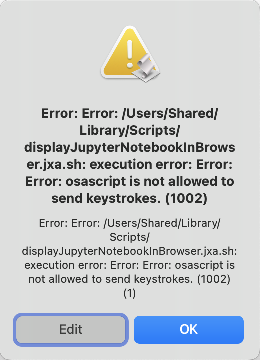 Error: Error: /Users/Shared/
Library/Scripts/
displayJupyterNotebookInBrows
er.jxa.sh: execution error: Error:
Error: osascript is not allowed to
send keystrokes. (1002)
Error: Error: /Users/Shared/Library/
Scripts/
displayJupyterNotebookInBrowser.jxa.sh:
execution error: Error: Error: osascript is
not allowed to send keystrokes. (1002)
(1)
Edit
OK